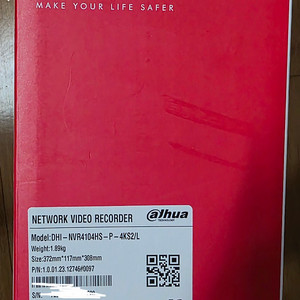 MAKE YOUR LIFE SAFER
NETWORK VIDEO RECORDER
alhua
Model:DHI-NVR4104HS-P-4KS2/L
Weight:1.89kg
Size:372mm*117mm*308mm
P/N:1.0.01.23.12746#0097
S/N: